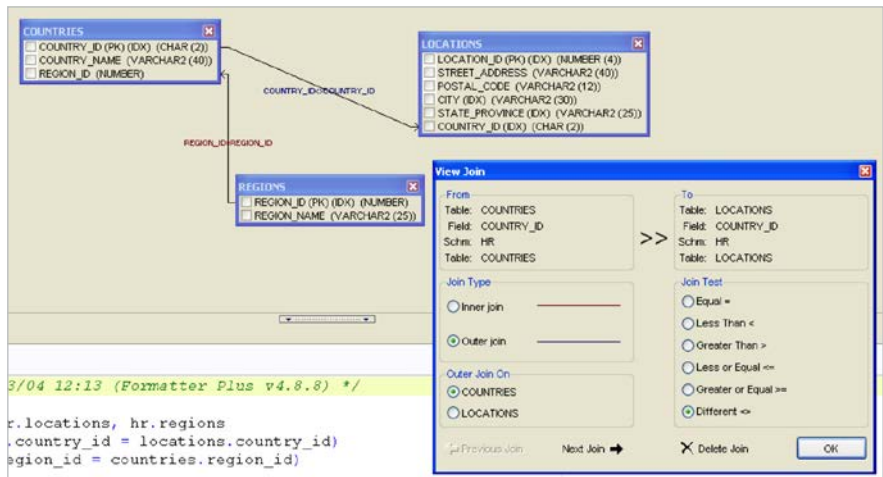 COUNTRIES
COUNTRY_ID (PK) (IDX) (CHAR (2))
COUNTRY_NAME (VARCHAR2 (40))
REGION_ID (NUMBER)
LOCATIONS
LOCATION_ID (PK) (IDX) (NUMBER (4))
STREET_ADDRESS (VARCHAR2 (40))
POSTAL_CODE (VARCHAR2 (12))
CITY (IDX) (VARCHAR2 (30))
STATE_PROVINCE (IDX) (VARCHAR2 (25))
COUNTRY_ID (IDX) (CHAR (2))
COUNTRY_ID<>COUNTRY_ID
REGION_ID=REGION_ID
REGIONS
REGION_ID (PK) (IDX) (NUMBER)
REGION_NAME (VARCHAR2 (25))
View Join
From
Table: COUNTRIES
Field: COUNTRY_ID
Schm: HR
Table: COUNTRIES
>>
To
Table: LOCATIONS
Field: COUNTRY_ID
Schm: HR
Table: LOCATIONS
Join Type
Inner join
Outer join
Outer Join On
COUNTRIES
LOCATIONS
Join Test
Equal =
Less Than <
Greater Than >
Less or Equal <=
Greater or Equal >=
Different <>
Previous Join
Next Join
Delete Join
OK
3/04 12:13 (Formatter Plus v4.8.8) */
r.locations, hr.regions
.country_id = locations.country_id)
egion_id = countries.region_id)